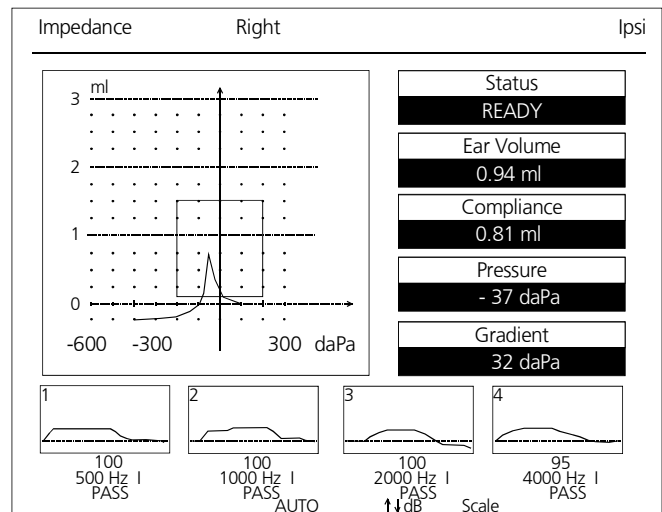 Impedance Right Ipsi
ml
3
2
1
0
-600 -300 300 daPa
Status
READY
Ear Volume
0.94 ml
Compliance
0.81 ml
Pressure
- 37 daPa
Gradient
32 daPa
1
100
500 Hz I
PASS
2
100
1000 Hz I
PASS
3
100
2000 Hz I
PASS
4
95
4000 Hz I
PASS
AUTO ↑↓dB Scale